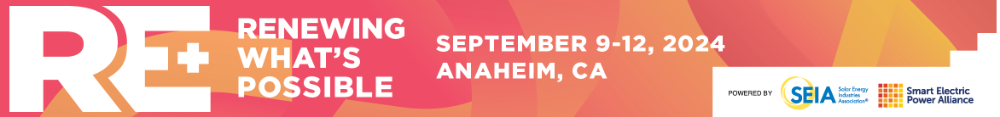 RE+
RENEWING
WHAT'S
POSSIBLE
SEPTEMBER 9-12, 2024
ANAHEIM, CA
POWERED BY
SEIA
Solar Energy
Industries
Association®
Smart Electric
Power Alliance